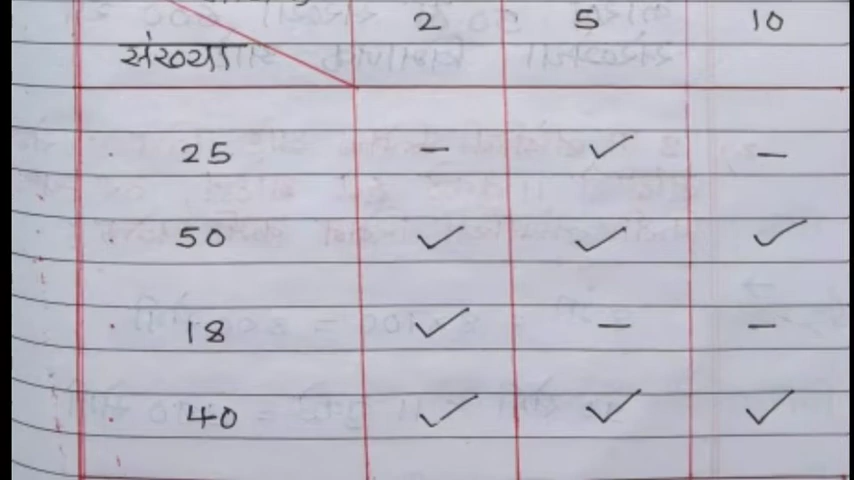 2 5 10
संख्या
25 – ✓ –
50 ✓ ✓ ✓
18 ✓ – –
40 ✓ ✓ ✓